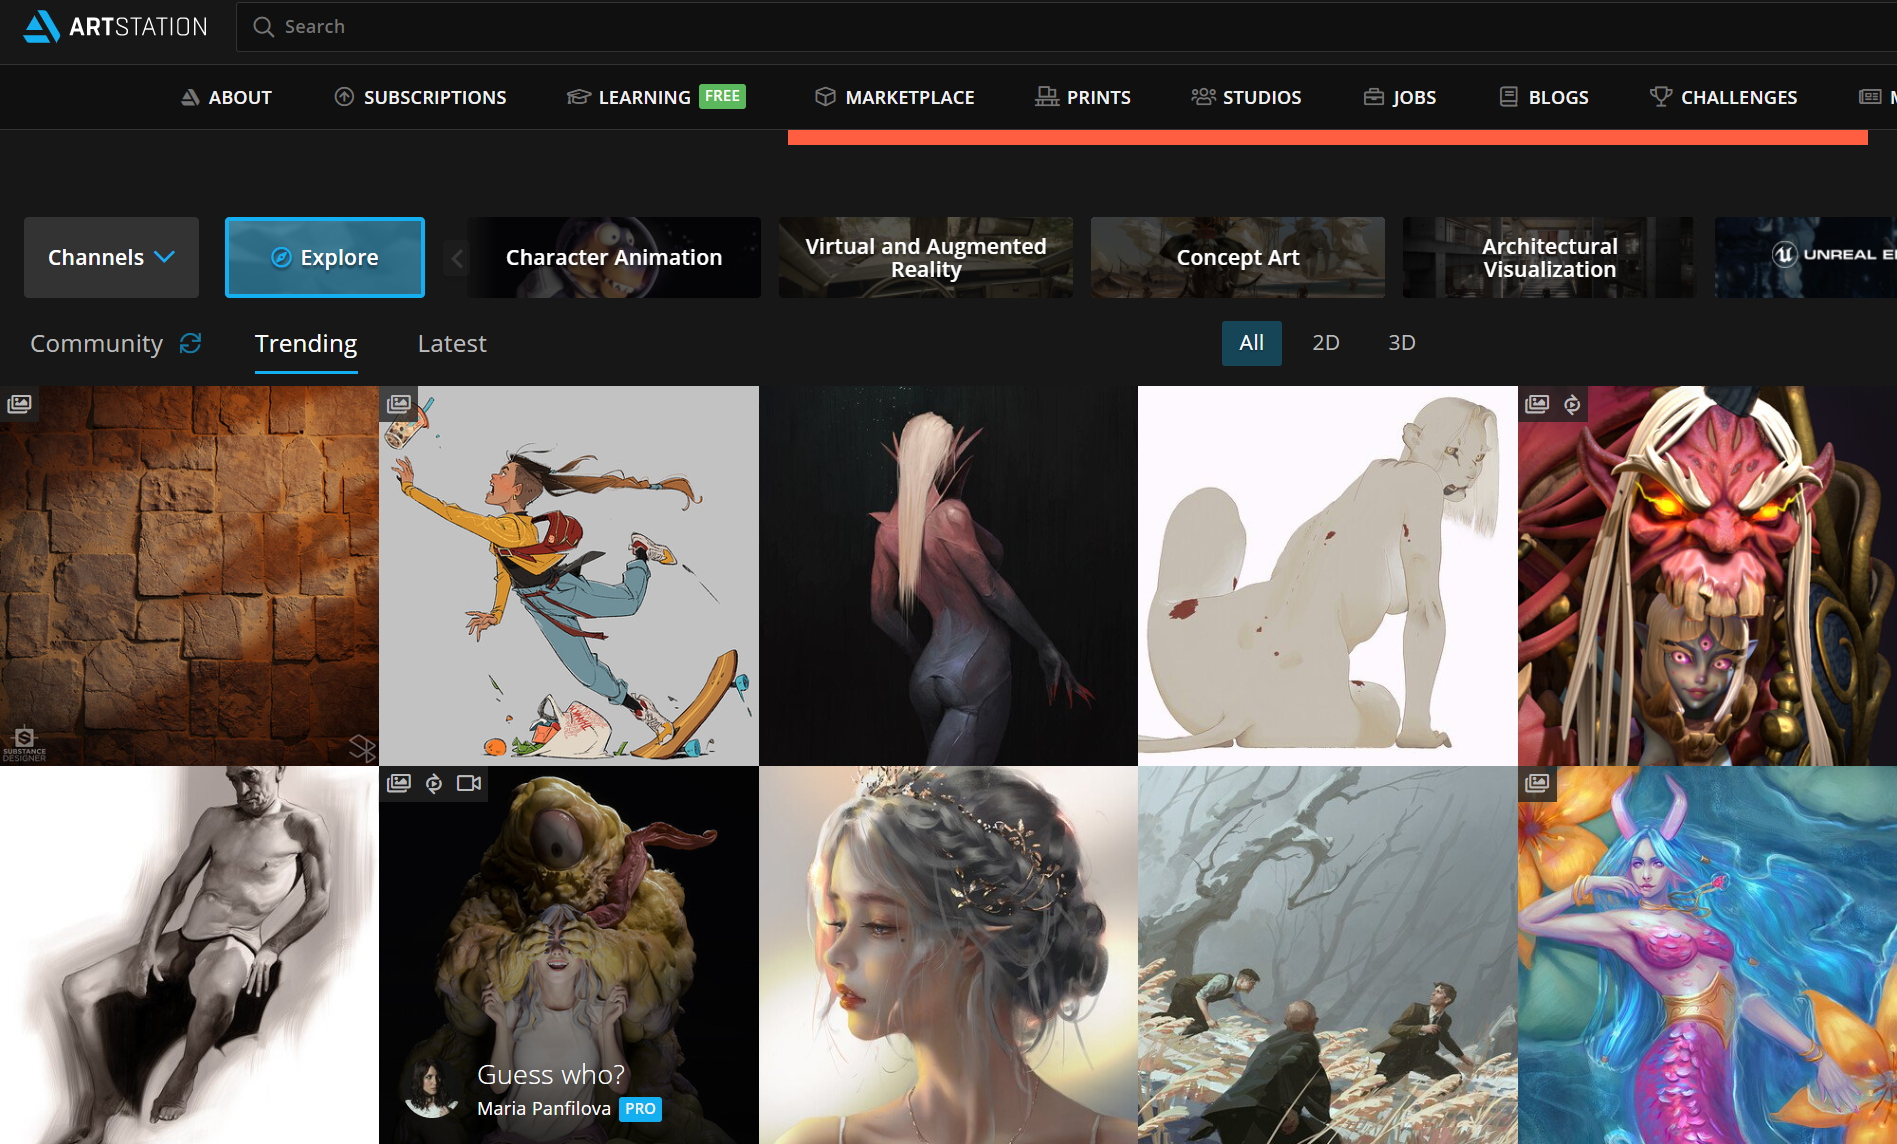 ARTSTATION
Search
ABOUT
SUBSCRIPTIONS
LEARNING FREE
MARKETPLACE
PRINTS
STUDIOS
JOBS
BLOGS
CHALLENGES
Channels
Explore
Character Animation
Virtual and Augmented
Reality
Concept Art
Architectural
Visualization
UNREAL
Community
Trending
Latest
All
2D
3D
SUBSTANCE
DESIGNER
Guess who?
Maria Panfilova PRO